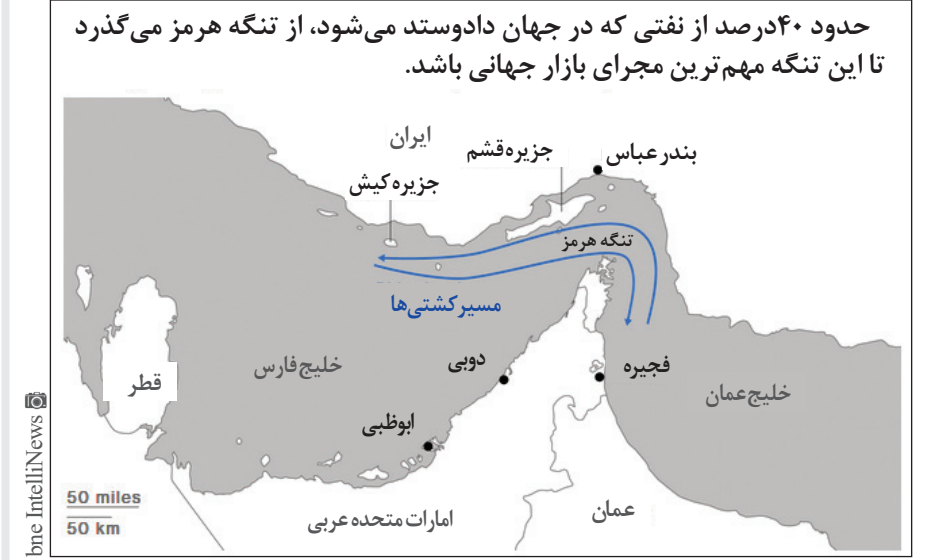 حدود ۴۰درصد از نفتی که در جهان دادوستد می‌شود، از تنگه هرمز می‌گذرد
تا این تنگه مهم‌ترین مجرای بازار جهانی باشد.
ایران
بندرعباس
جزیره‌قشم
جزیره‌کیش
تنگه هرمز
مسیرکشتی‌ها
خلیج‌فارس
دوبی
فجیره
قطر
خلیج‌عمان
ابوظبی
عمان
امارات متحده عربی
50 miles
50 km
bne IntelliNews